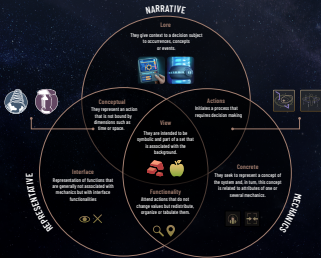 NARRATIVE
Lore
They give context to a decision subject
to occurrences, concepts
or events.
Conceptual
They represent an action
that is not bound by
dimensions such as
time or space.
Actions
Initiates a process that
requires decision making
View
They are intended to be
symbolic and part of a set that
is associated with the
background.
Interface
Representation of functions that
are generally not associated with
mechanics but with interface
functionalities
Concrete
They seek to represent a concept of
the system and, in turn, this concept
is related to attributes of one or
several mechanics.
Functionality
Attend actions that do not
change values but redistribute,
organize or tabulate them.
REPRESENTATIVE
MECHANICS